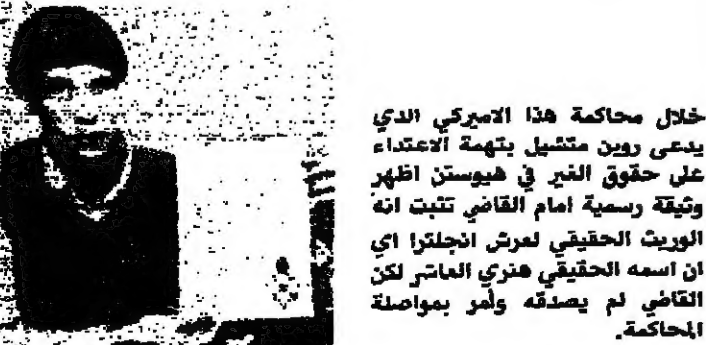 خلال محاكمة هذا الاميركي الذي
يدعى روين متشيل بتهمة الاعتداء
على حقوق الغير في هيوستن اظهر
وثيقة رسمية امام القاضي تثبت انه
الوريث الحقيقي لعرش انجلترا اي
ان اسمه الحقيقي هنري العاشر لكن
القاضي لم يصدقه وأمر بمواصلة
المحاكمة.